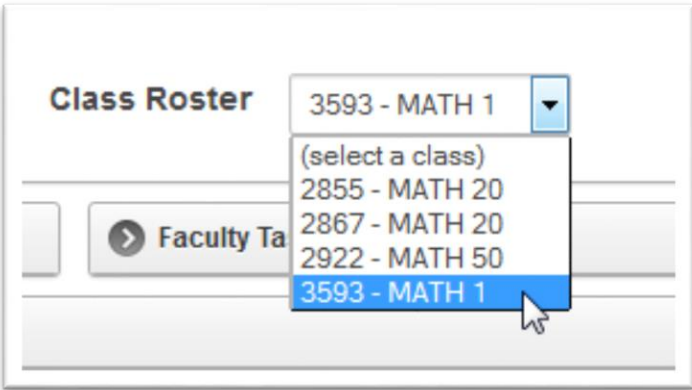 Class Roster
3593 - MATH 1
(select a class)
2855 - MATH 20
2867 - MATH 20
Faculty Ta
2922 - MATH 50
3593 - MATH 1